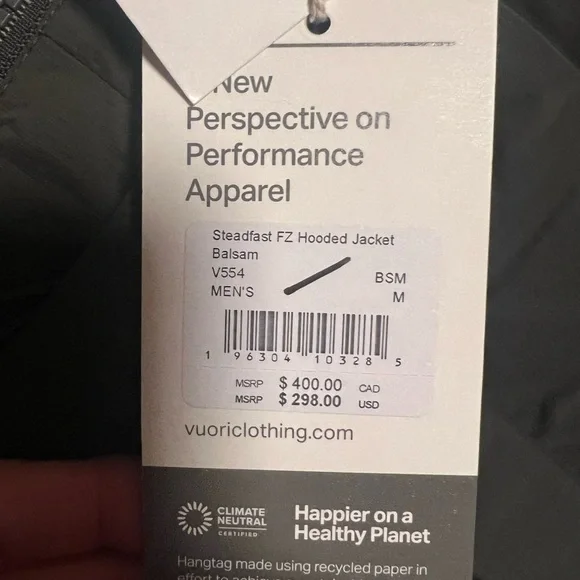 New
Perspective on
Performance
Apparel
Steadfast FZ Hooded Jacket
Balsam
V554 BSM
MEN'S M
1 96304 10328 5
MSRP $ 400.00 CAD
MSRP $ 298.00 USD
vuoriclothing.com
CLIMATE
NEUTRAL
CERTIFIED
Happier on a
Healthy Planet
Hangtag made using recycled paper in
effort to